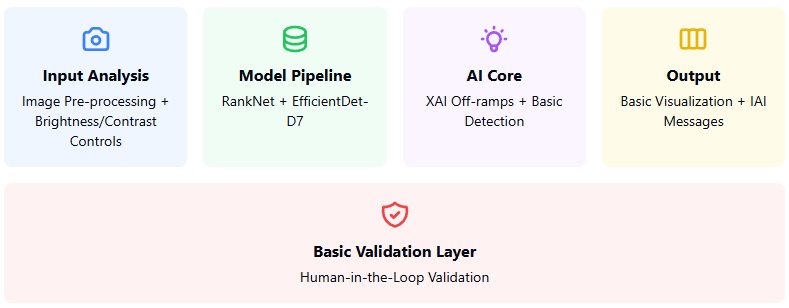 Input Analysis
Image Pre-processing +
Brightness/Contrast
Controls
Model Pipeline
RankNet + EfficientDet-
D7
AI Core
XAI Off-ramps + Basic
Detection
Output
Basic Visualization + IAI
Messages
Basic Validation Layer
Human-in-the-Loop Validation